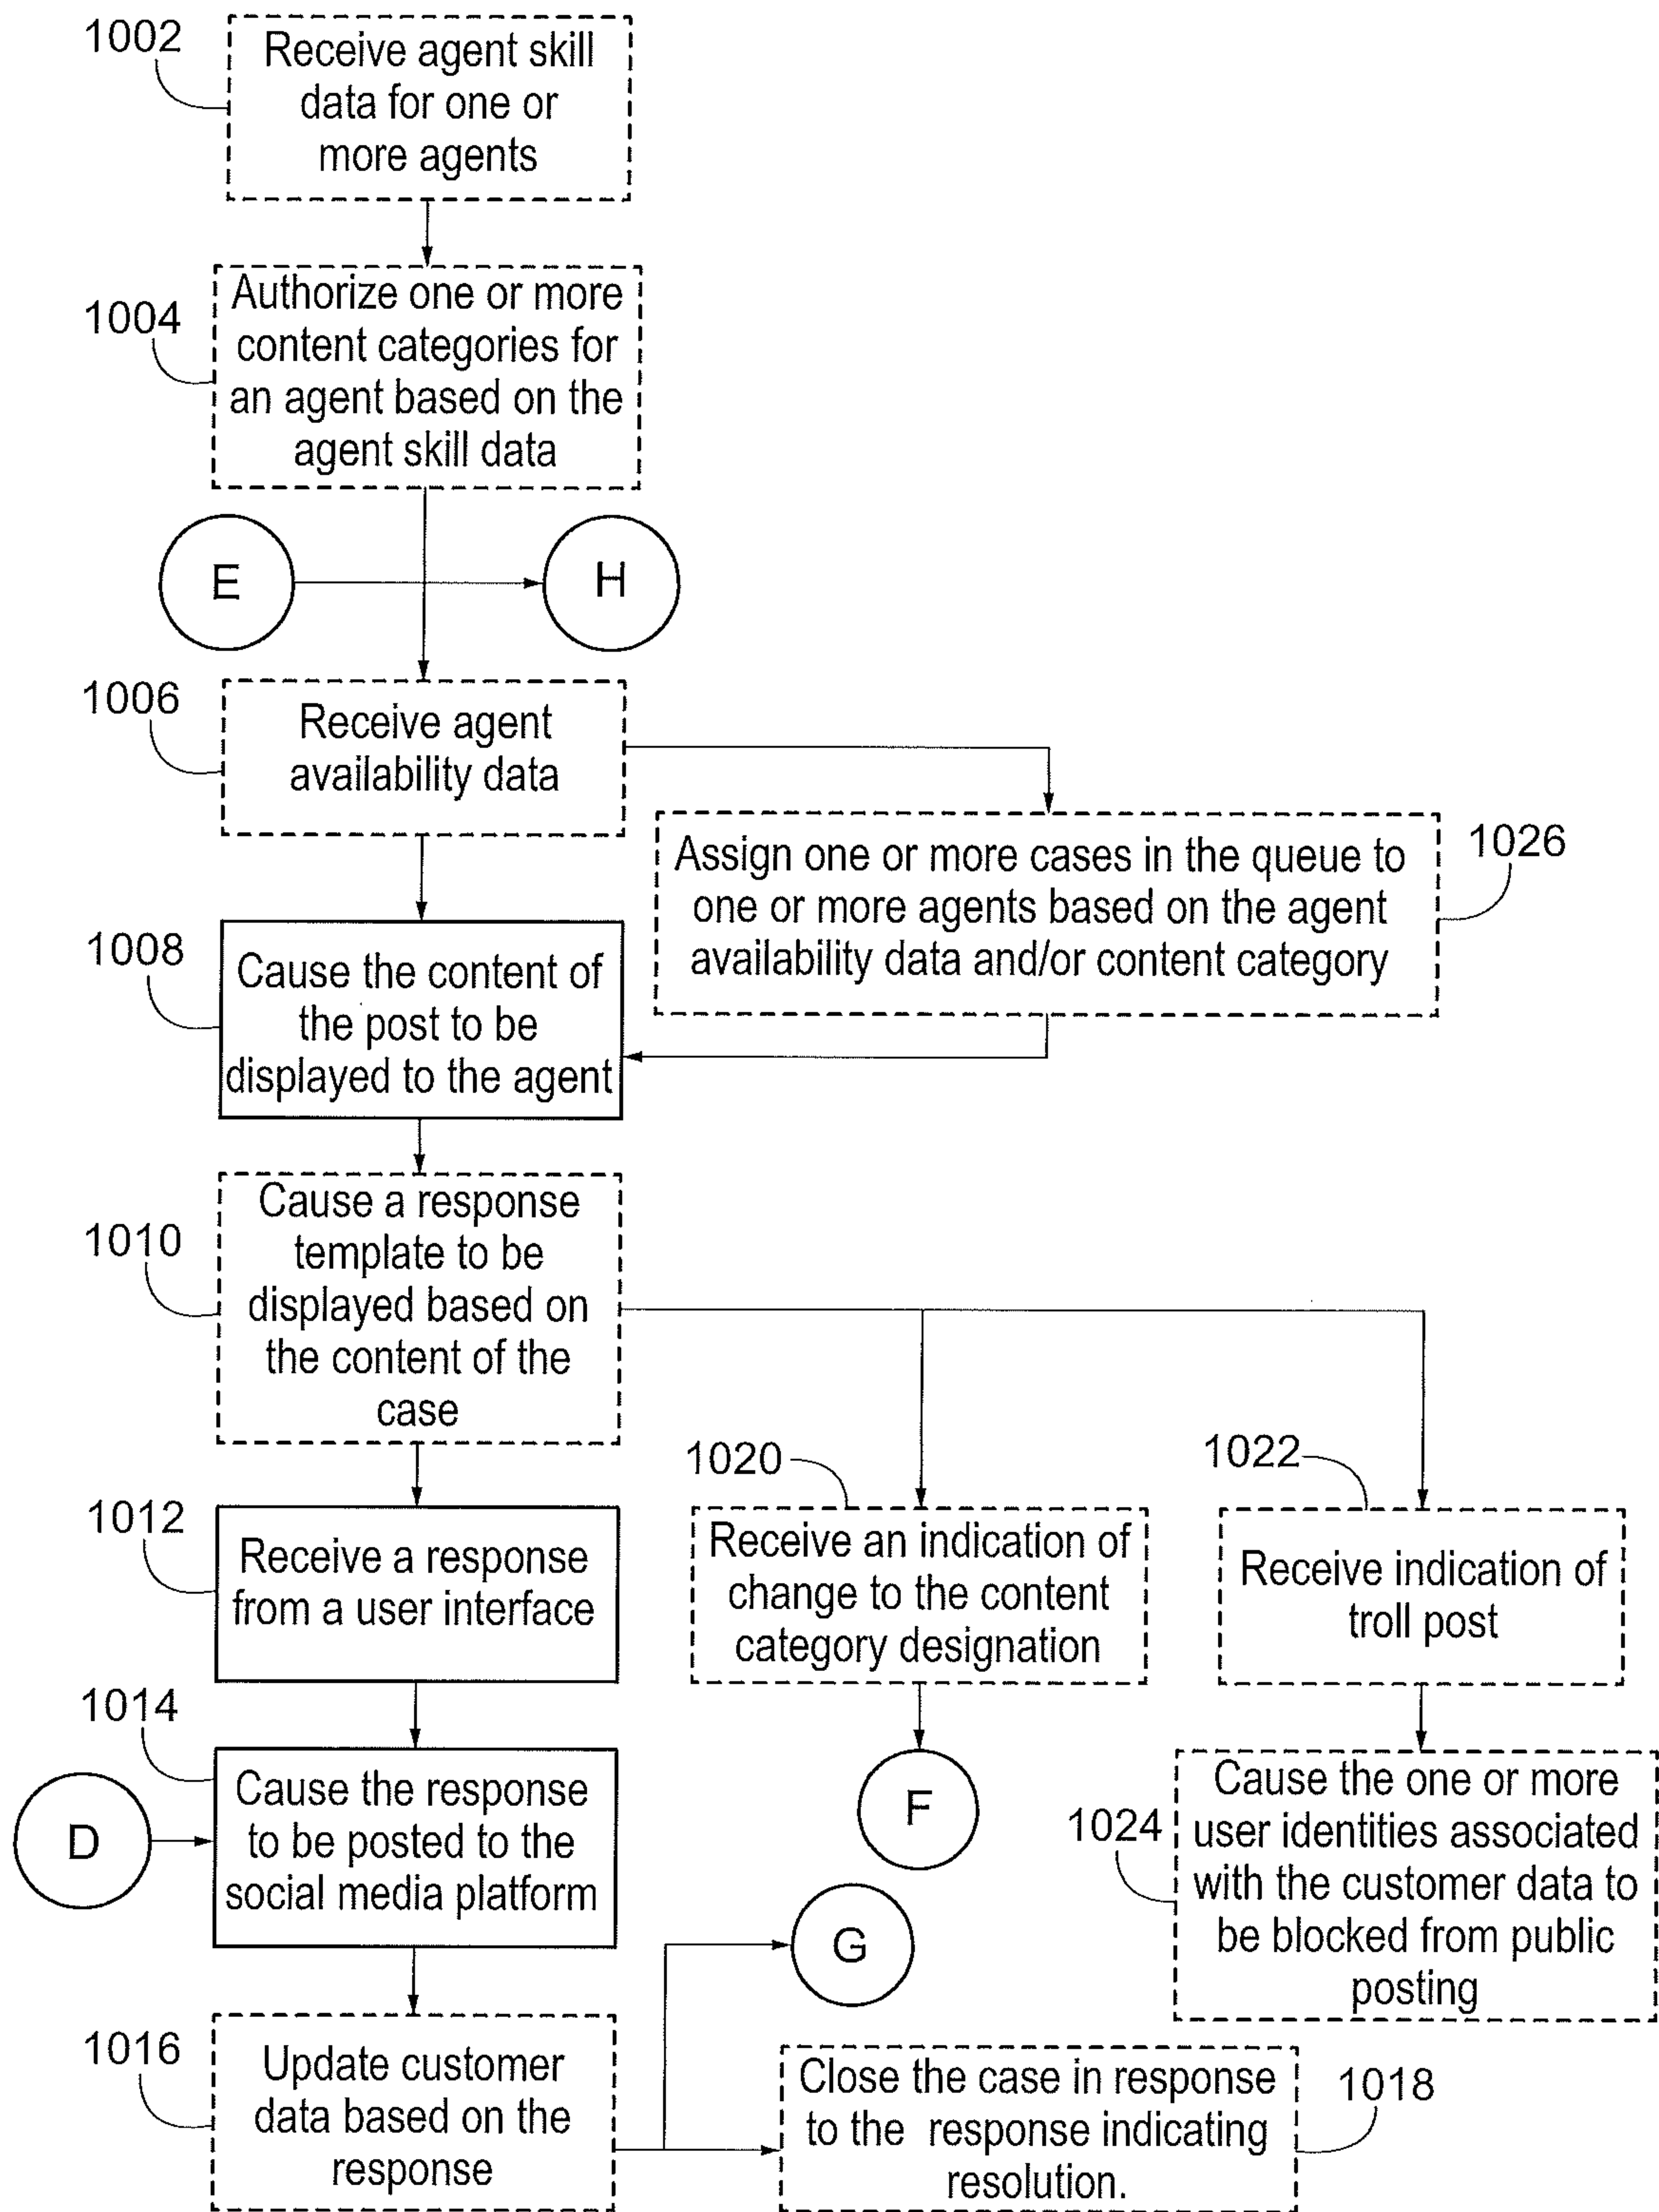 1002
Receive agent skill
data for one or
more agents
1004
Authorize one or more
content categories for
an agent based on the
agent skill data
E
H
1006
Receive agent
availability data
1026
Assign one or more cases in the queue to
one or more agents based on the agent
availability data and/or content category
1008
Cause the content of
the post to be
displayed to the agent
1010
Cause a response
template to be
displayed based on
the content of the
case
1012
Receive a response
from a user interface
1020
Receive an indication of
change to the content
category designation
1022
Receive indication of
troll post
1014
D
Cause the response
to be posted to the
social media platform
F
1024
Cause the one or more
user identities associated
with the customer data to
be blocked from public
posting
G
1016
Update customer
data based on the
response
1018
Close the case in response
to the response indicating
resolution.